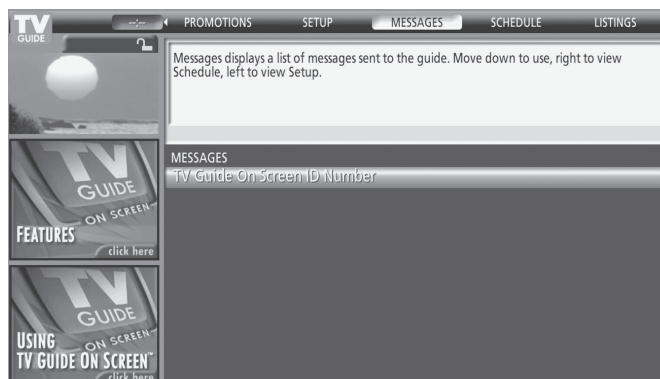 TV
GUIDE
--:--
PROMOTIONS SETUP MESSAGES SCHEDULE LISTINGS
Messages displays a list of messages sent to the guide. Move down to use, right to view
Schedule, left to view Setup.
MESSAGES
TV Guide On Screen ID Number
TV
GUIDE
ON SCREEN
FEATURES
click here
TV
GUIDE
ON SCREEN
USING
TV GUIDE ON SCREEN™
click here